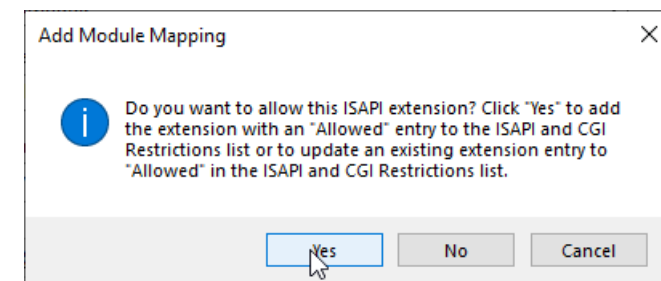 Add Module Mapping
Do you want to allow this ISAPI extension? Click "Yes" to add
the extension with an "Allowed" entry to the ISAPI and CGI
Restrictions list or to update an existing extension entry to
"Allowed" in the ISAPI and CGI Restrictions list.
Yes No Cancel